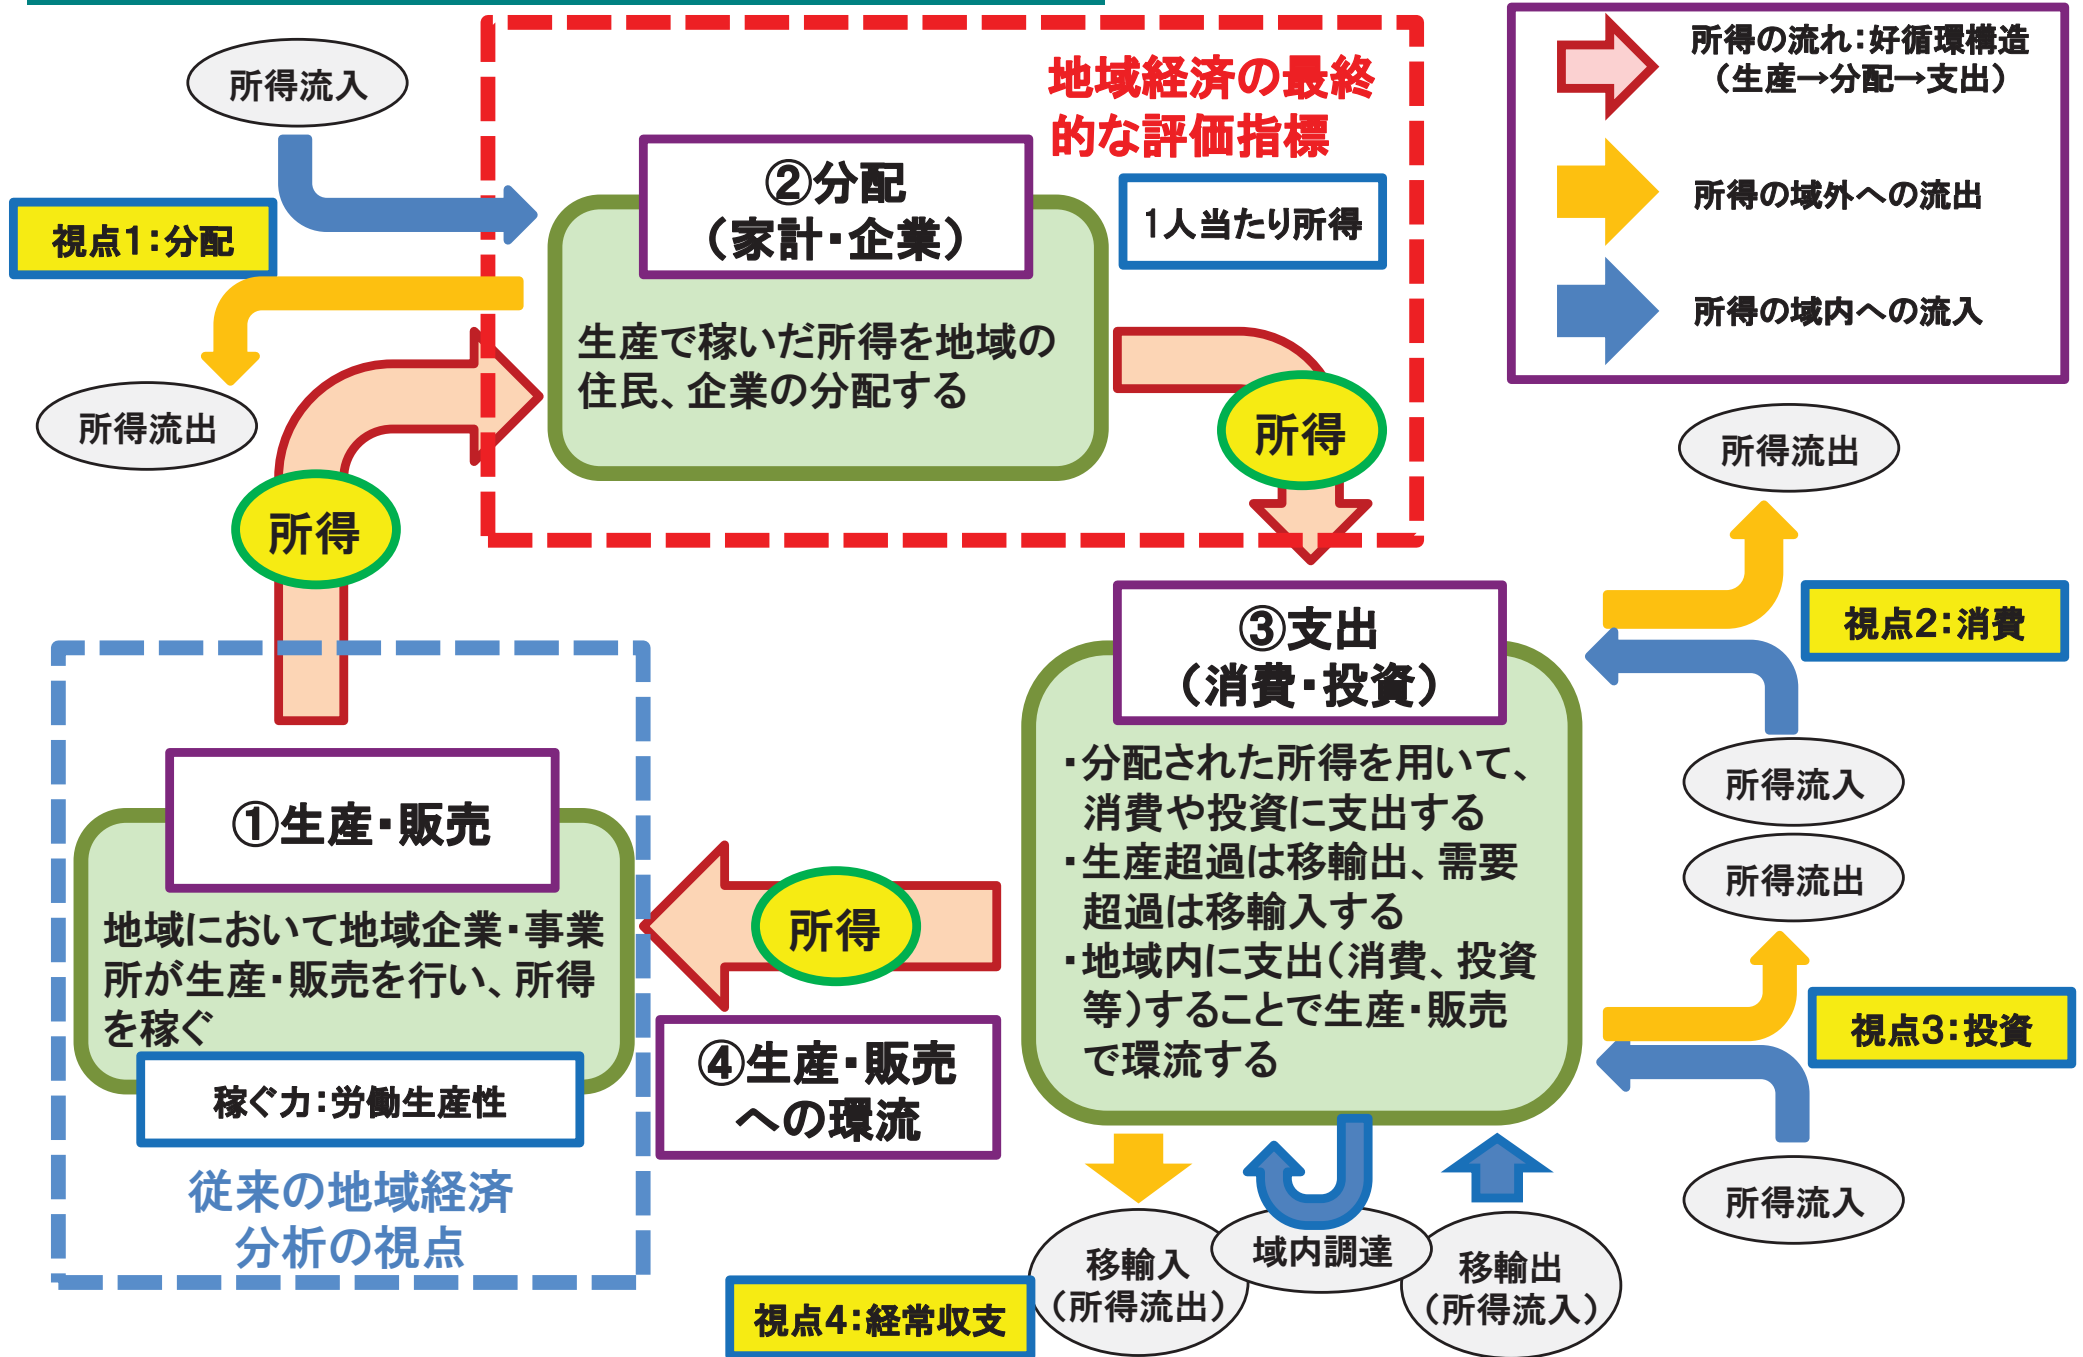 所得の流れ：好循環構造
（生産→分配→支出）
所得の域外への流出
所得の域内への流入
地域経済の最終
的な評価指標
所得流入
視点1：分配
所得流出
②分配
（家計・企業）
1人当たり所得
生産で稼いだ所得を地域の
住民、企業の分配する
所得
所得
③支出
（消費・投資）
・分配された所得を用いて、
消費や投資に支出する
・生産超過は移輸出、需要
超過は移輸入する
・地域内に支出（消費、投資
等）することで生産・販売
で環流する
所得流出
視点2：消費
所得流入
所得流出
視点3：投資
所得流入
①生産・販売
地域において地域企業・事業
所が生産・販売を行い、所得
を稼ぐ
稼ぐ力：労働生産性
従来の地域経済
分析の視点
所得
④生産・販売
への環流
視点4：経常収支
移輸入
（所得流出）
域内調達
移輸出
（所得流入）